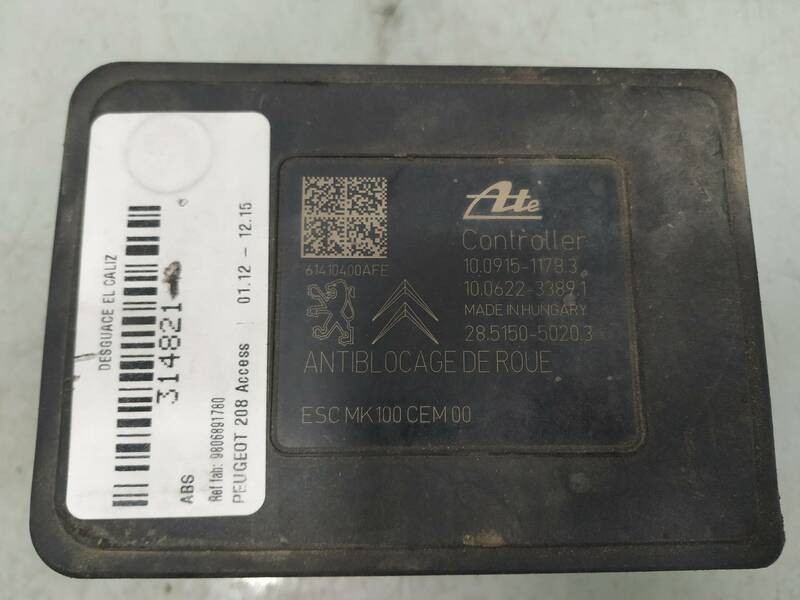 DESGUACE EL CALIZ
314821
ABS
Ref fab: 9806891780
PEUGEOT 208 Access | 01.12 - 12.15
Ate
61410400AFE
Controller
10.0915-1178.3
10.0622-3389.1
MADE IN HUNGARY
28.5150-5020.3
ANTIBLOCAGE DE ROUE
ESC MK100 CEM 00